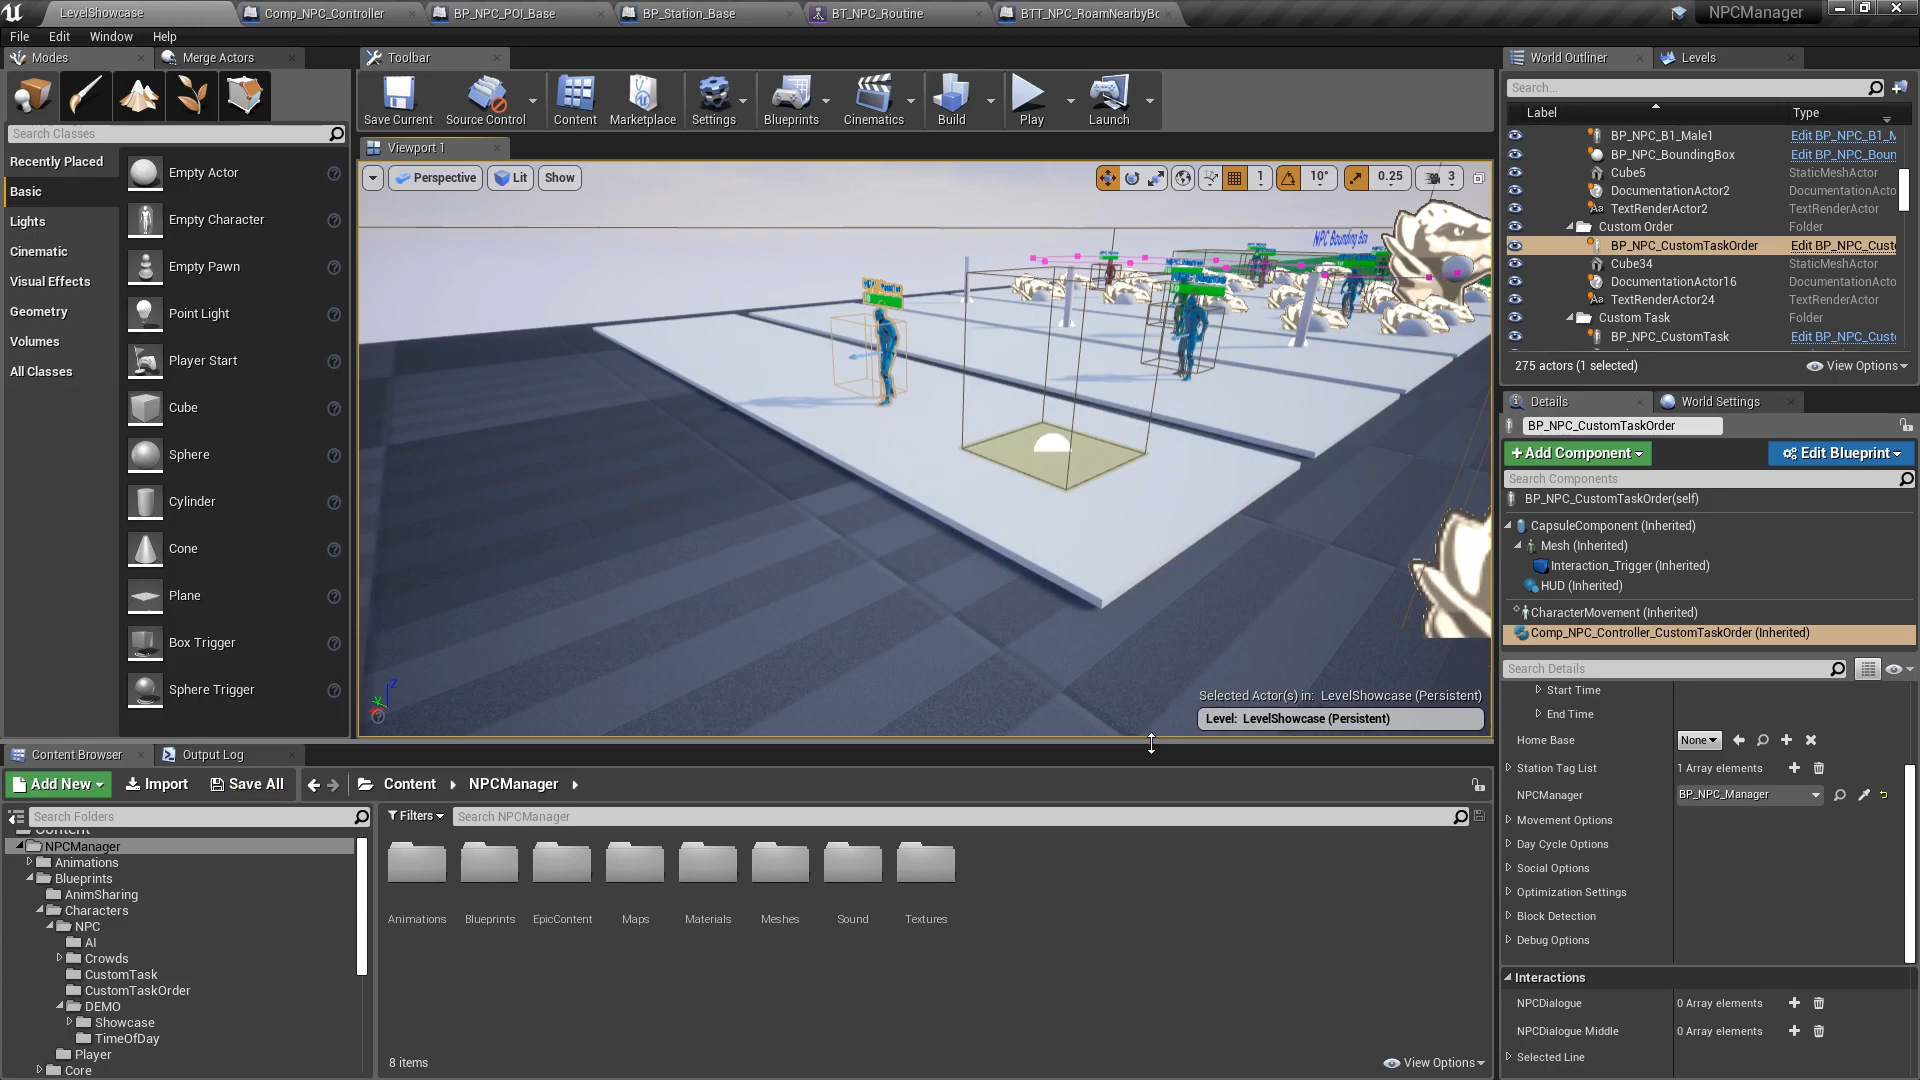 LevelShowcase
Comp_NPC_Controller
BP_NPC_POI_Base
BP_Station_Base
BT_NPC_Routine
BTT_NPC_RoamNearbyBo
NPCManager
File
Edit
Window
Help
Modes
Merge Actors
Toolbar
World Outliner
Levels
Save Current
Source Control
Content
Marketplace
Settings
Blueprints
Cinematics
Build
Play
Launch
Search...
Label
Type
Search Classes
Recently Placed
Basic
Lights
Cinematic
Visual Effects
Geometry
Volumes
All Classes
Empty Actor
Empty Character
Empty Pawn
Point Light
Player Start
Cube
Sphere
Cylinder
Cone
Plane
Box Trigger
Sphere Trigger
Viewport 1
Perspective
Lit
Show
1
10°
0.25
3
NPC Bounding Box
Selected Actor(s) in: LevelShowcase (Persistent)
Level: LevelShowcase (Persistent)
BP_NPC_B1_Male1
Edit BP_NPC_B1_M
BP_NPC_BoundingBox
Edit BP_NPC_Boun
Cube5
StaticMeshActor
DocumentationActor2
DocumentationActo
TextRenderActor2
TextRenderActor
Custom Order
Folder
BP_NPC_CustomTaskOrder
Edit BP_NPC_Cust
Cube34
StaticMeshActor
DocumentationActor16
DocumentationActo
TextRenderActor24
TextRenderActor
Custom Task
Folder
BP_NPC_CustomTask
Edit BP_NPC_Cust
275 actors (1 selected)
View Options
Details
World Settings
BP_NPC_CustomTaskOrder
Add Component
Edit Blueprint
Search Components
BP_NPC_CustomTaskOrder(self)
CapsuleComponent (Inherited)
Mesh (Inherited)
Interaction_Trigger (Inherited)
HUD (Inherited)
CharacterMovement (Inherited)
Comp_NPC_Controller_CustomTaskOrder (Inherited)
Search Details
Start Time
End Time
Home Base
None
Station Tag List
1 Array elements
NPCManager
BP_NPC_Manager
Movement Options
Day Cycle Options
Social Options
Optimization Settings
Block Detection
Debug Options
Interactions
NPCDialogue
0 Array elements
NPCDialogue Middle
0 Array elements
Selected Line
Content Browser
Output Log
Add New
Import
Save All
Content
NPCManager
Search Folders
Filters
Search NPCManager
Content
NPCManager
Animations
Blueprints
AnimSharing
Characters
NPC
AI
Crowds
CustomTask
CustomTaskOrder
DEMO
Showcase
TimeOfDay
Player
Core
Animations
Blueprints
EpicContent
Maps
Materials
Meshes
Sound
Textures
8 items
View Options